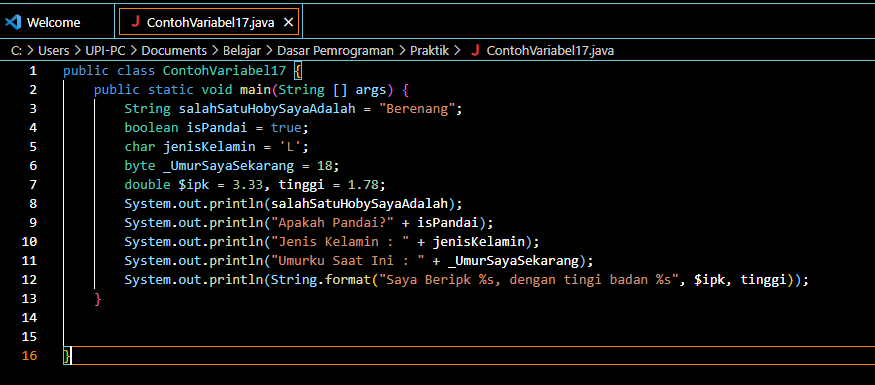 Welcome
ContohVariabel17.java
C: > Users > UPI-PC > Documents > Belajar > Dasar Pemrograman > Praktik > ContohVariabel17.java
1 public class ContohVariabel17 {
2 public static void main(String [] args) {
3 String salahSatuHobySayaAdalah = "Berenang";
4 boolean isPandai = true;
5 char jenisKelamin = 'L';
6 byte _UmurSayaSekarang = 18;
7 double $ipk = 3.33, tinggi = 1.78;
8 System.out.println(salahSatuHobySayaAdalah);
9 System.out.println("Apakah Pandai?" + isPandai);
10 System.out.println("Jenis Kelamin : " + jenisKelamin);
11 System.out.println("Umurku Saat Ini : " + _UmurSayaSekarang);
12 System.out.println(String.format("Saya Beripk %s, dengan tingi badan %s", $ipk, tinggi));
13 }
14
15
16 }